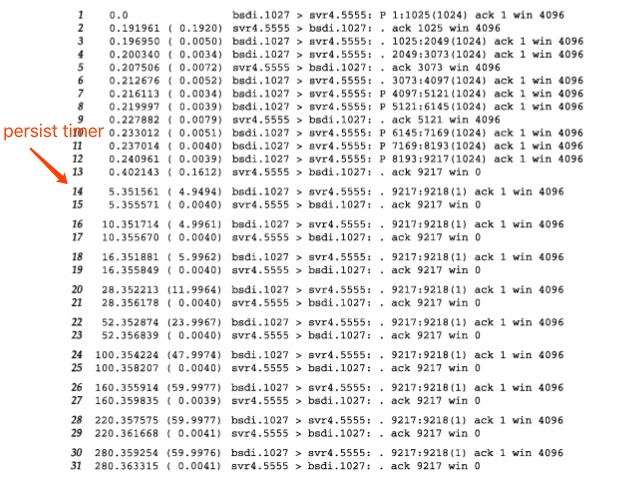 1 0.0 bsdi.1027 > svr4.5555: P 1:1025(1024) ack 1 win 4096
2 0.191961 ( 0.1920) svr4.5555 > bsdi.1027: . ack 1025 win 4096
3 0.196950 ( 0.0050) bsdi.1027 > svr4.5555: . 1025:2049(1024) ack 1 win 4096
4 0.200340 ( 0.0034) bsdi.1027 > svr4.5555: . 2049:3073(1024) ack 1 win 4096
5 0.207506 ( 0.0072) svr4.5555 > bsdi.1027: . ack 3073 win 4096
6 0.212676 ( 0.0052) bsdi.1027 > svr4.5555: . 3073:4097(1024) ack 1 win 4096
7 0.216113 ( 0.0034) bsdi.1027 > svr4.5555: P 4097:5121(1024) ack 1 win 4096
8 0.219997 ( 0.0039) bsdi.1027 > svr4.5555: P 5121:6145(1024) ack 1 win 4096
9 0.227882 ( 0.0079) svr4.5555 > bsdi.1027: . ack 5121 win 4096
persist timer
10 0.233012 ( 0.0051) bsdi.1027 > svr4.5555: P 6145:7169(1024) ack 1 win 4096
11 0.237014 ( 0.0040) bsdi.1027 > svr4.5555: P 7169:8193(1024) ack 1 win 4096
12 0.240961 ( 0.0039) bsdi.1027 > svr4.5555: P 8193:9217(1024) ack 1 win 4096
13 0.402143 ( 0.1612) svr4.5555 > bsdi.1027: . ack 9217 win 0
14 5.351561 ( 4.9494) bsdi.1027 > svr4.5555: . 9217:9218(1) ack 1 win 4096
15 5.355571 ( 0.0040) svr4.5555 > bsdi.1027: . ack 9217 win 0
16 10.351714 ( 4.9961) bsdi.1027 > svr4.5555: . 9217:9218(1) ack 1 win 4096
17 10.355670 ( 0.0040) svr4.5555 > bsdi.1027: . ack 9217 win 0
18 16.351881 ( 5.9962) bsdi.1027 > svr4.5555: . 9217:9218(1) ack 1 win 4096
19 16.355849 ( 0.0040) svr4.5555 > bsdi.1027: . ack 9217 win 0
20 28.352213 (11.9964) bsdi.1027 > svr4.5555: . 9217:9218(1) ack 1 win 4096
21 28.356178 ( 0.0040) svr4.5555 > bsdi.1027: . ack 9217 win 0
22 52.352874 (23.9967) bsdi.1027 > svr4.5555: . 9217:9218(1) ack 1 win 4096
23 52.356839 ( 0.0040) svr4.5555 > bsdi.1027: . ack 9217 win 0
24 100.354224 (47.9974) bsdi.1027 > svr4.5555: . 9217:9218(1) ack 1 win 4096
25 100.358207 ( 0.0040) svr4.5555 > bsdi.1027: . ack 9217 win 0
26 160.355914 (59.9977) bsdi.1027 > svr4.5555: . 9217:9218(1) ack 1 win 4096
27 160.359835 ( 0.0039) svr4.5555 > bsdi.1027: . ack 9217 win 0
28 220.357575 (59.9977) bsdi.1027 > svr4.5555: . 9217:9218(1) ack 1 win 4096
29 220.361668 ( 0.0041) svr4.5555 > bsdi.1027: . ack 9217 win 0
30 280.359254 (59.9976) bsdi.1027 > svr4.5555: . 9217:9218(1) ack 1 win 4096
31 280.363315 ( 0.0041) svr4.5555 > bsdi.1027: . ack 9217 win 0